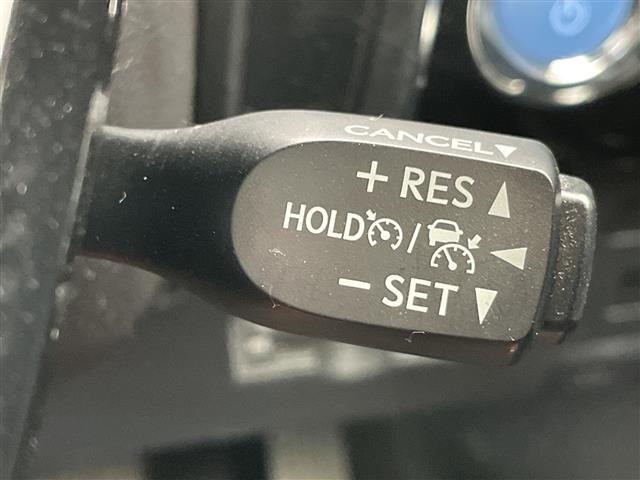 CANCEL▼
+ RES ▲
HOLD / ◀
− SET ▼